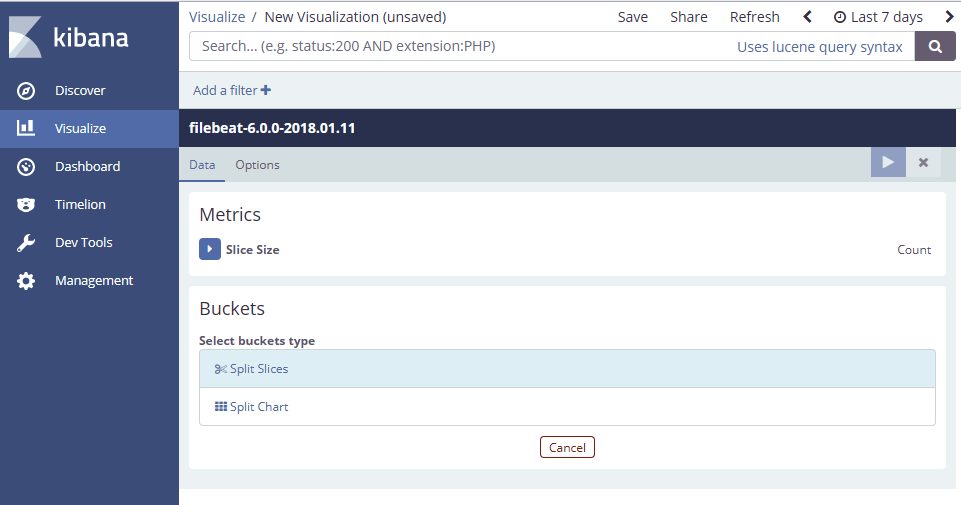 kibana
Discover
Visualize
Dashboard
Timelion
Dev Tools
Management
Visualize / New Visualization (unsaved)
Save Share Refresh Last 7 days
Search... (e.g. status:200 AND extension:PHP) Uses lucene query syntax
Add a filter
filebeat-6.0.0-2018.01.11
Data Options
Metrics
Slice Size Count
Buckets
Select buckets type
Split Slices
Split Chart
Cancel